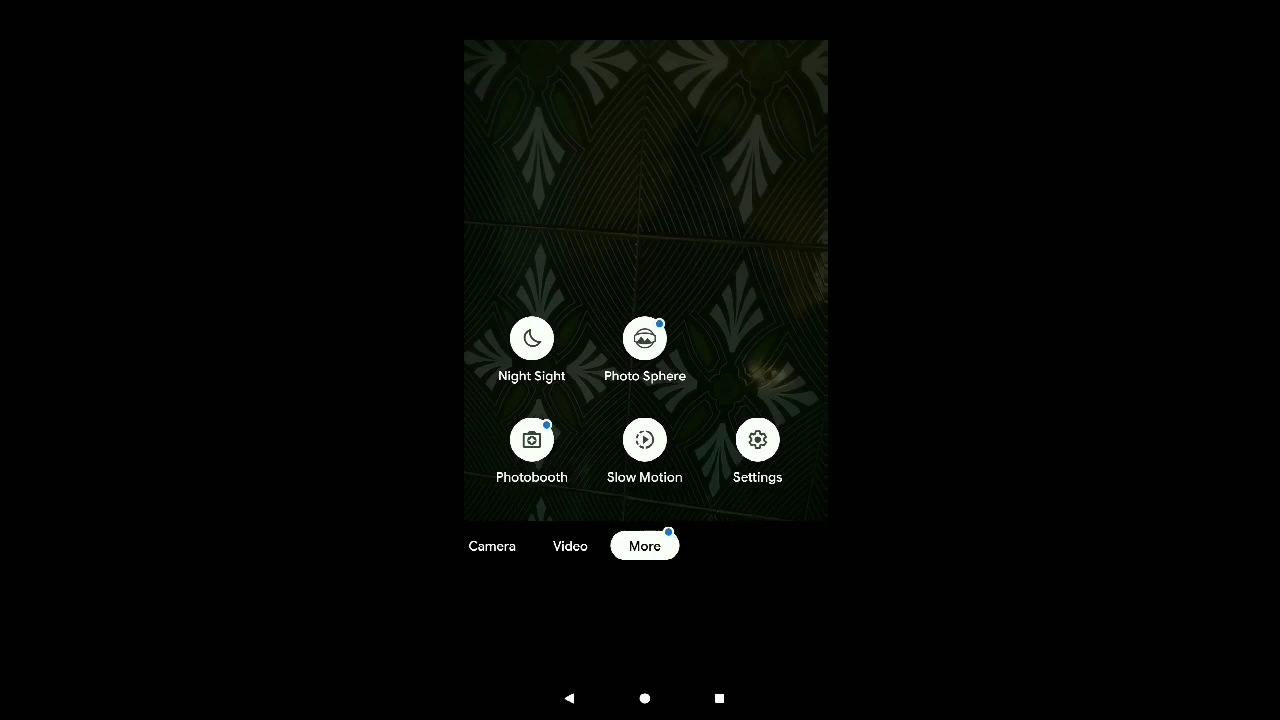 Night Sight
Photo Sphere
Photobooth
Slow Motion
Settings
Camera
Video
More